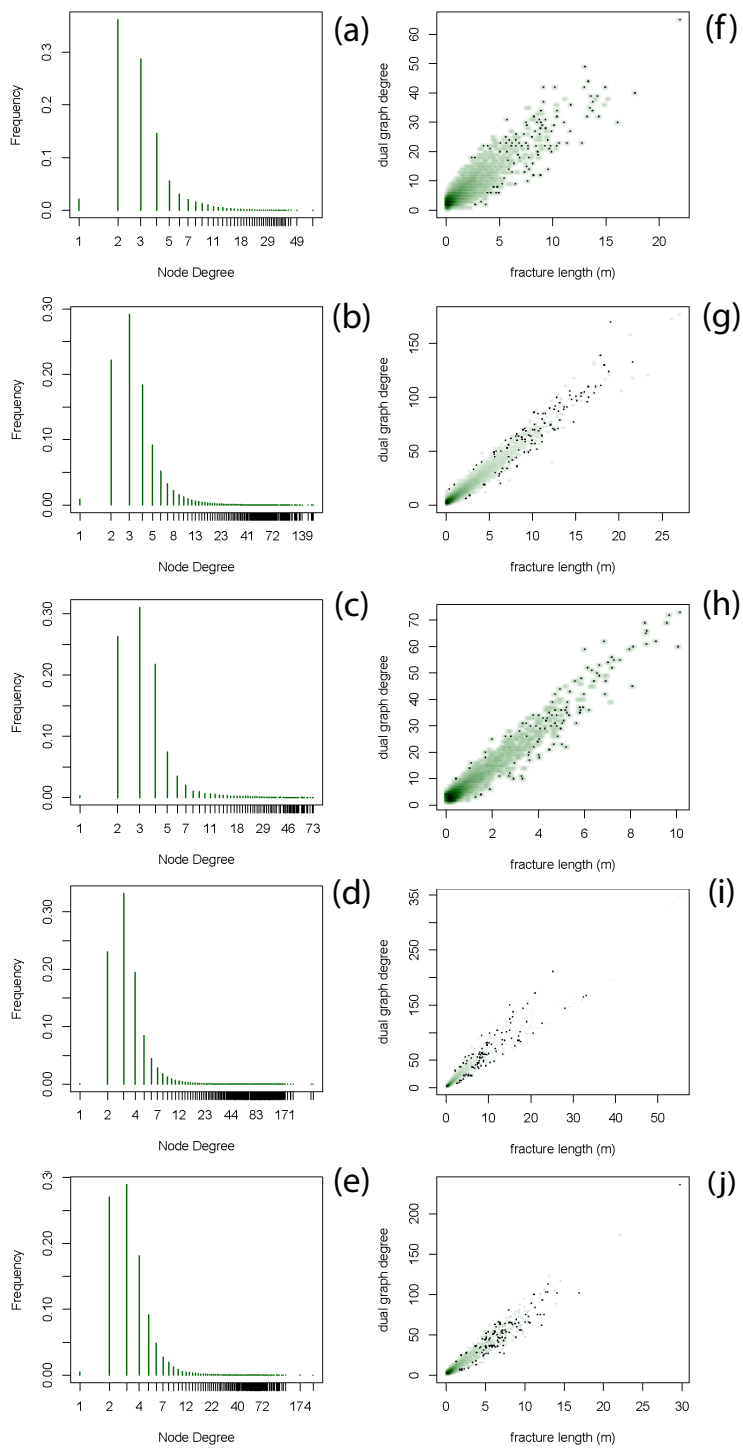 (a)
Frequency
0.3
0.2
0.1
0.0
1 2 3 5 7 11 18 29 49
Node Degree
(f)
dual graph degree
60
50
40
30
20
10
0
0 5 10 15 20
fracture length (m)
(b)
Frequency
0.30
0.20
0.10
0.00
1 2 3 5 8 13 23 41 72 139
Node Degree
(g)
dual graph degree
150
100
50
0
0 5 10 15 20 25
fracture length (m)
(c)
Frequency
0.30
0.20
0.10
0.00
1 2 3 5 7 11 18 29 46 73
Node Degree
(h)
dual graph degree
70
60
50
40
30
20
10
0
0 2 4 6 8 10
fracture length (m)
(d)
Frequency
0.30
0.20
0.10
0.00
1 2 4 7 12 23 44 83 171
Node Degree
(i)
dual graph degree
350
250
150
100
50
0
0 10 20 30 40 50
fracture length (m)
(e)
Frequency
0.30
0.20
0.10
0.00
1 2 4 7 12 22 40 72 174
Node Degree
(j)
dual graph degree
200
150
100
50
0
0 5 10 15 20 25 30
fracture length (m)